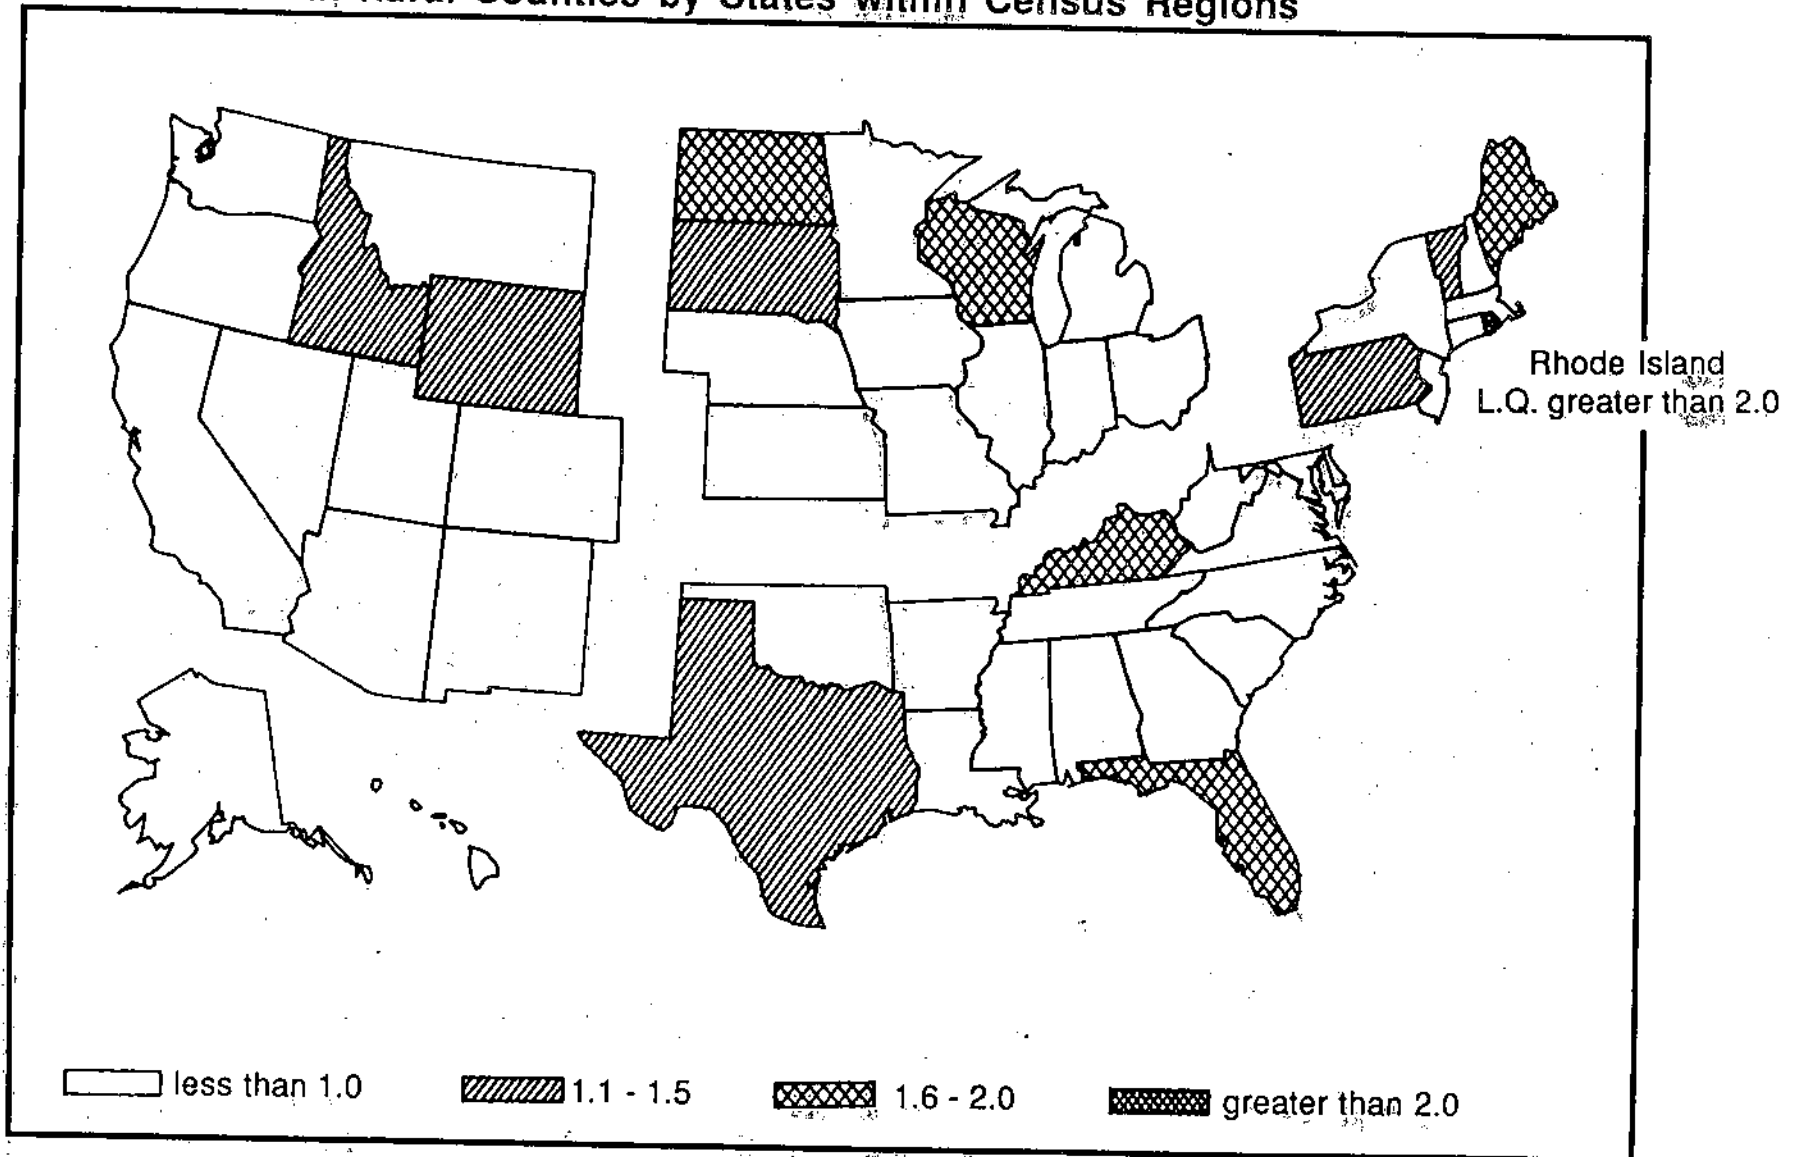 Rural Counties by States within Census Regions
Rhode Island
L.Q. greater than 2.0
less than 1.0
1.1 - 1.5
1.6 - 2.0
greater than 2.0